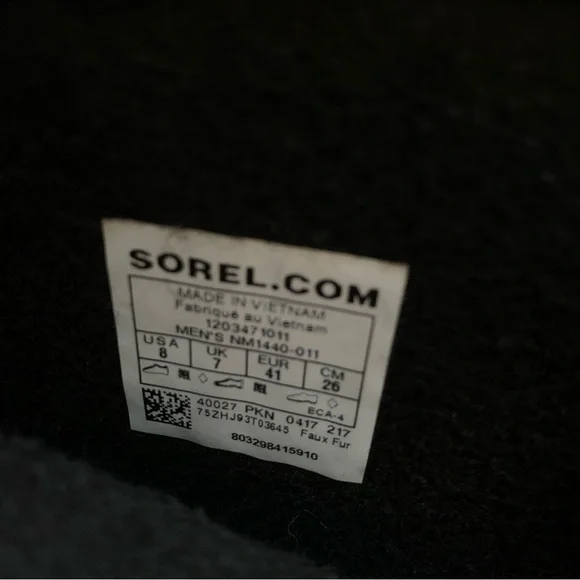 SOREL.COM
MADE IN VIETNAM
Fabriqué au Vietnam
1203471011
MEN'S NM1440-011
USA UK EUR CM
8 7 41 26
ECA-4
40027 PKN 0417 217
75ZHJ93T03645 Faux Fur
803298415910